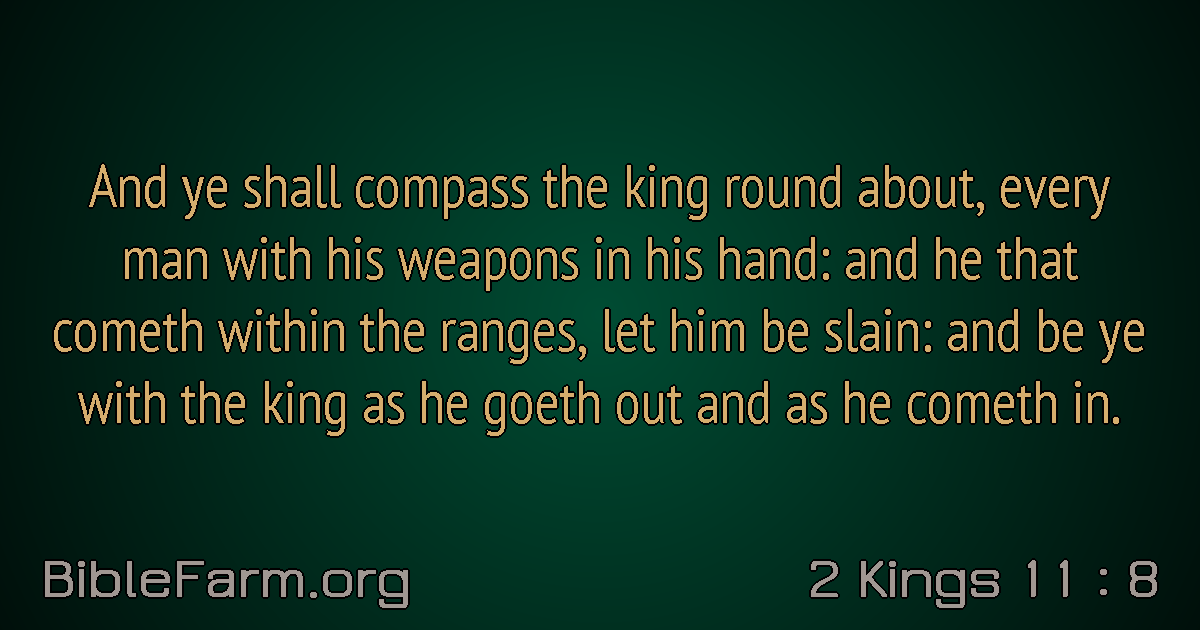 And ye shall compass the king round about, every
man with his weapons in his hand: and he that
cometh within the ranges, let him be slain: and be ye
with the king as he goeth out and as he cometh in.
BibleFarm.org
2 Kings 11 : 8